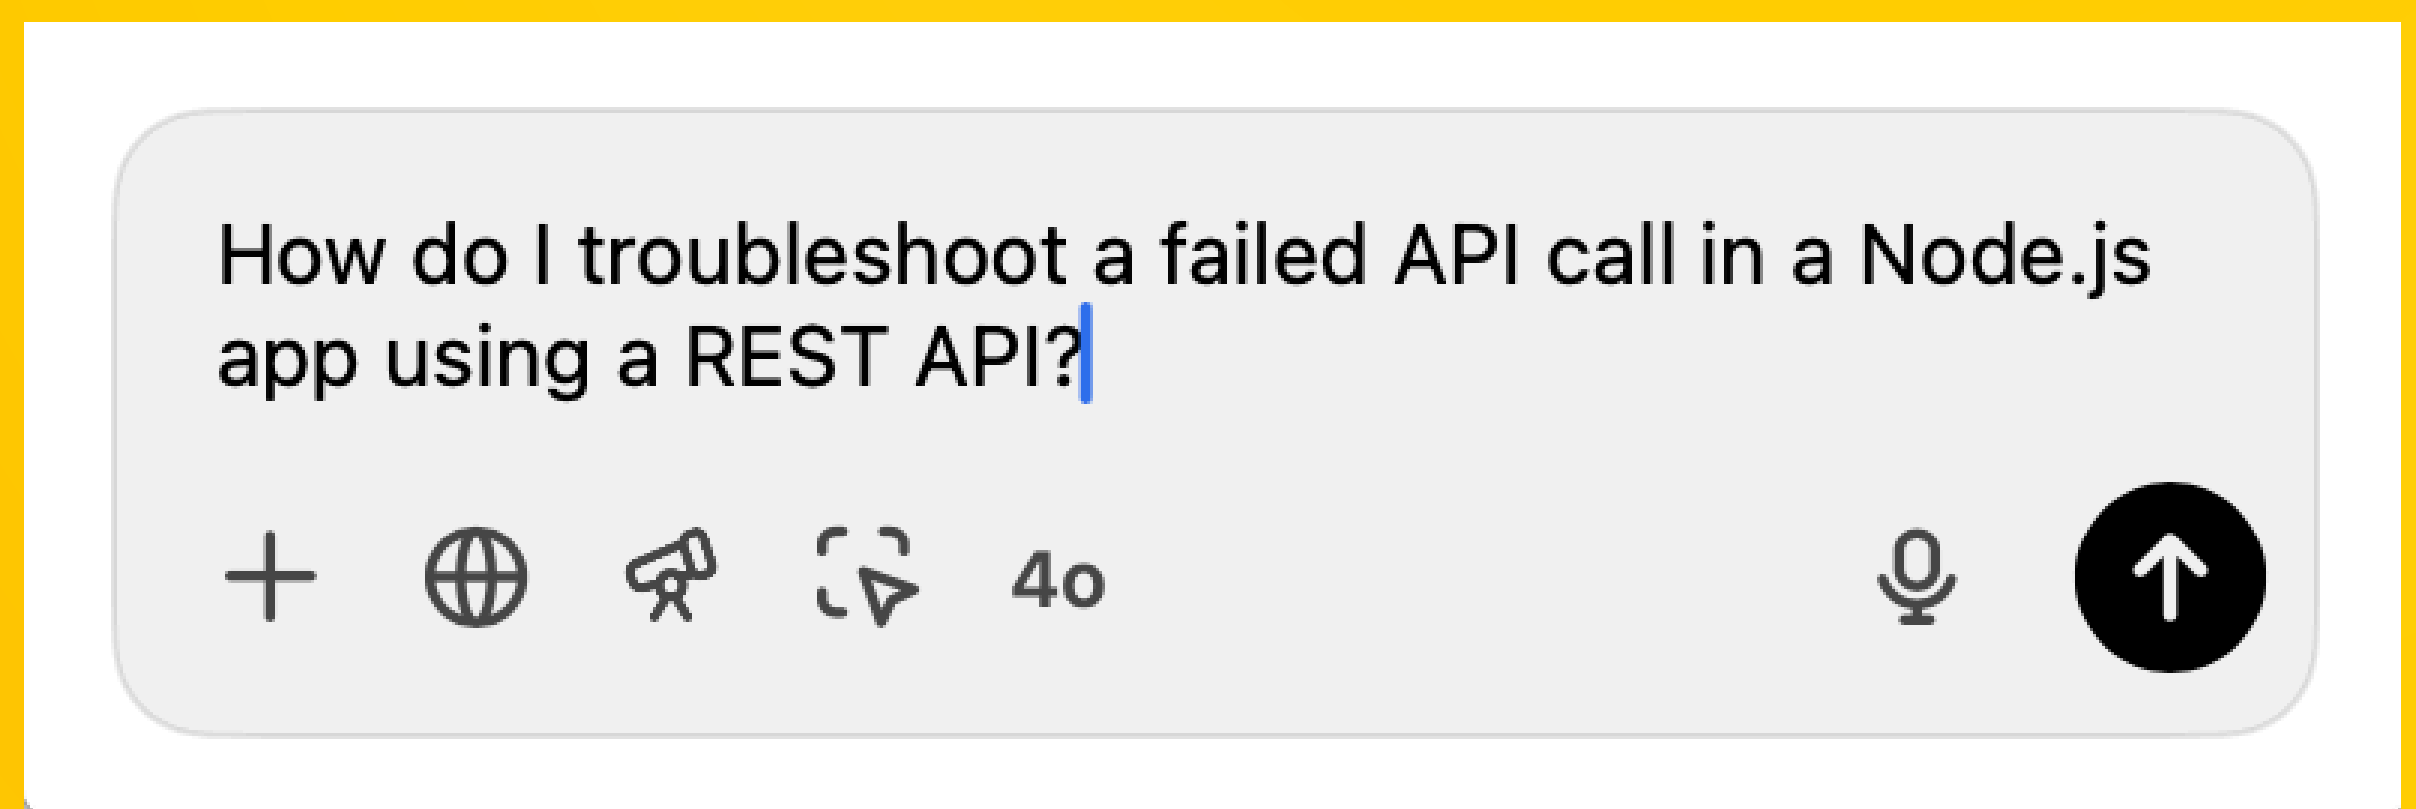 How do I troubleshoot a failed API call in a Node.js
app using a REST API?
4o